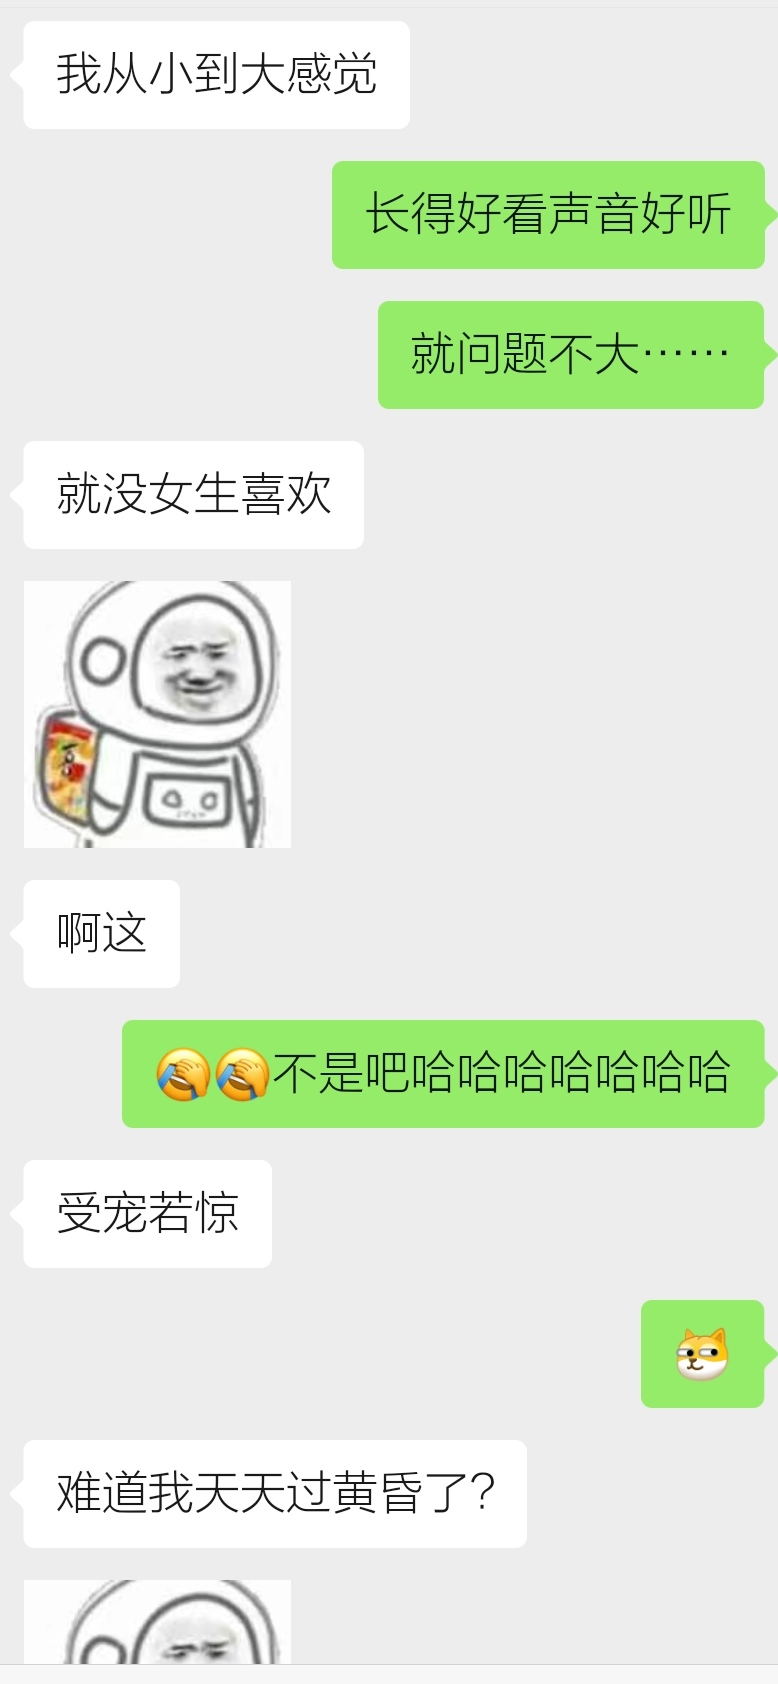 我从小到大感觉
长得好看声音好听
就问题不大……
就没女生喜欢
啊这
不是吧哈哈哈哈哈哈哈
受宠若惊
难道我天天过黄昏了?